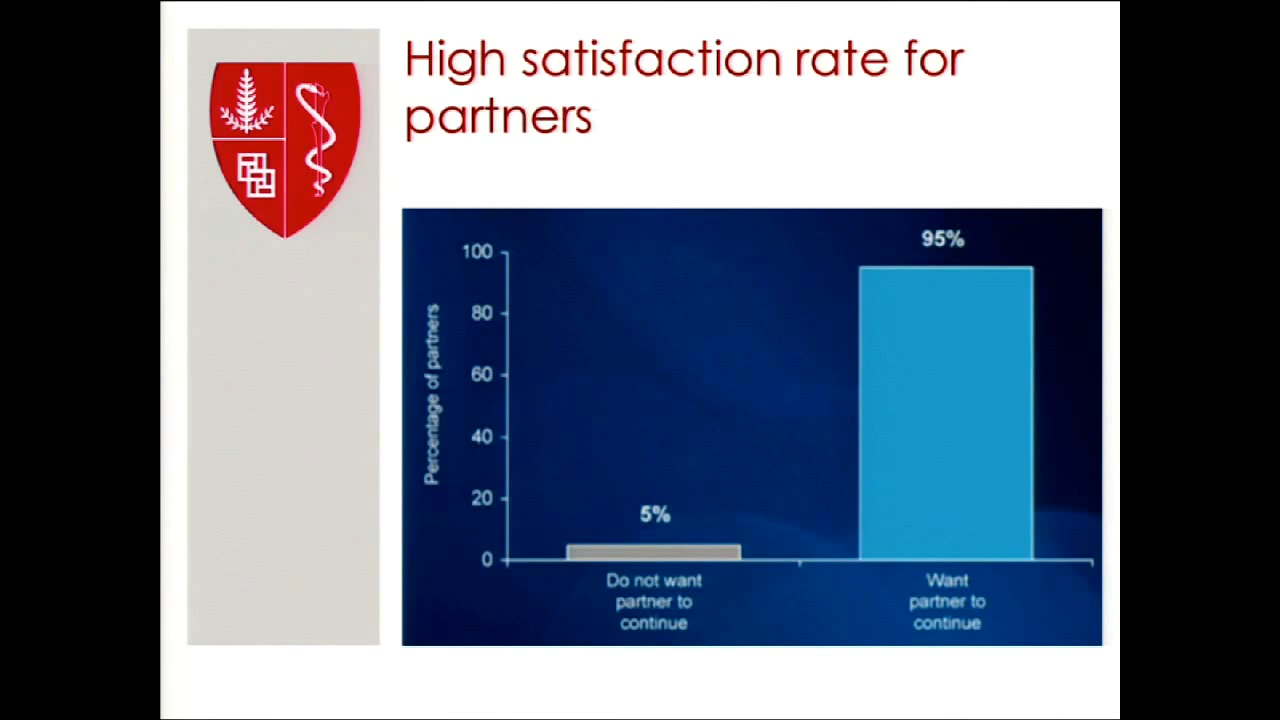 High satisfaction rate for
partners
95%
100
80
60
40
20
0
Percentage of partners
5%
Do not want
partner to
continue
Want
partner to
continue